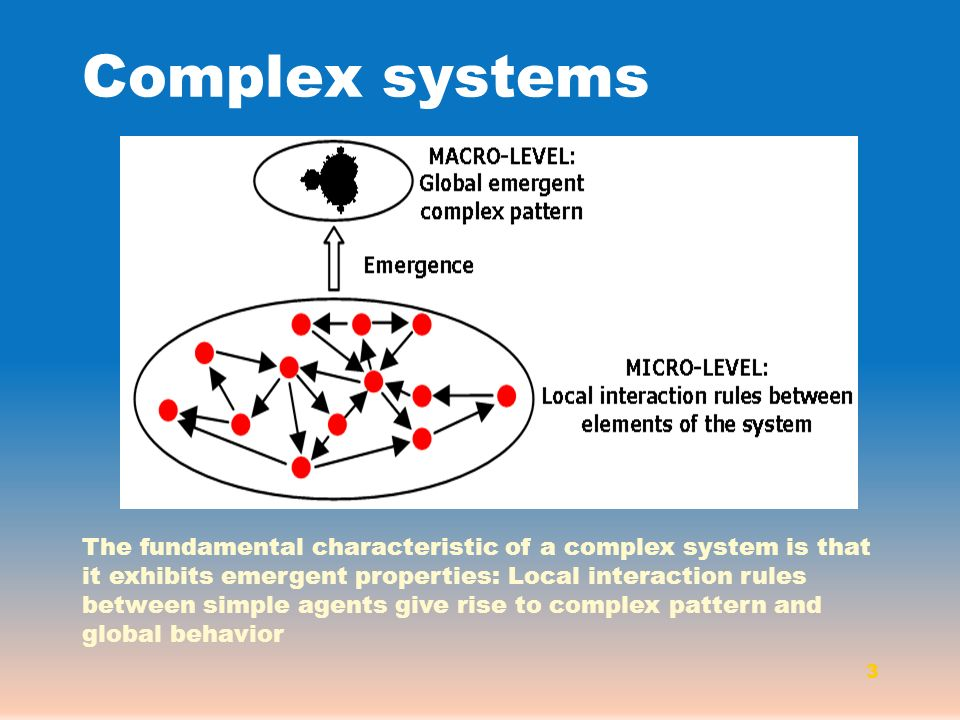 Complex systems
MACRO-LEVEL:
Global emergent
complex pattern
Emergence
MICRO-LEVEL:
Local interaction rules between
elements of the system
The fundamental characteristic of a complex system is that
it exhibits emergent properties: Local interaction rules
between simple agents give rise to complex pattern and
global behavior
3